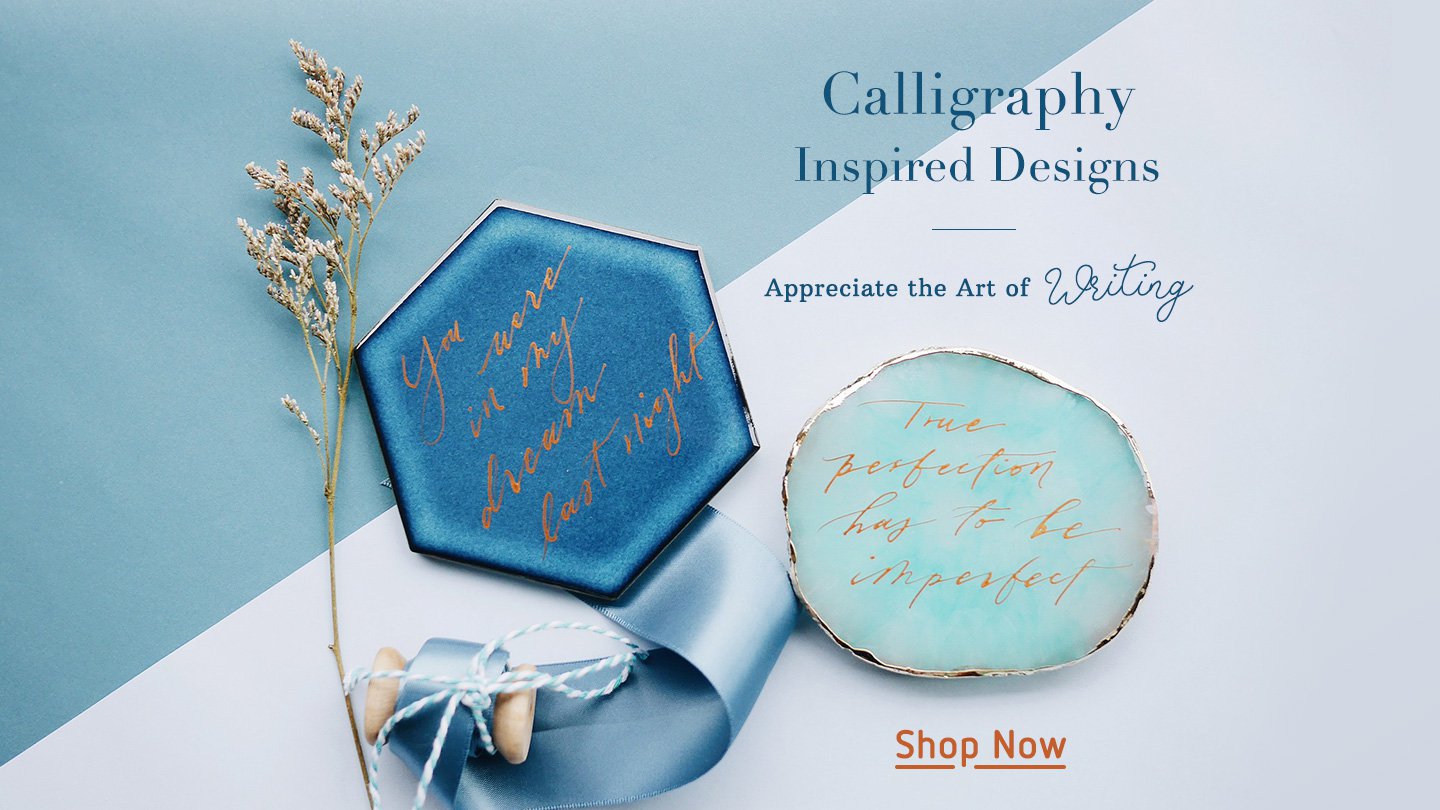 Calligraphy
Inspired Designs
Appreciate the Art of Writing
You were
in my
dream
last night
True
perfection
has to be
imperfect
Shop Now